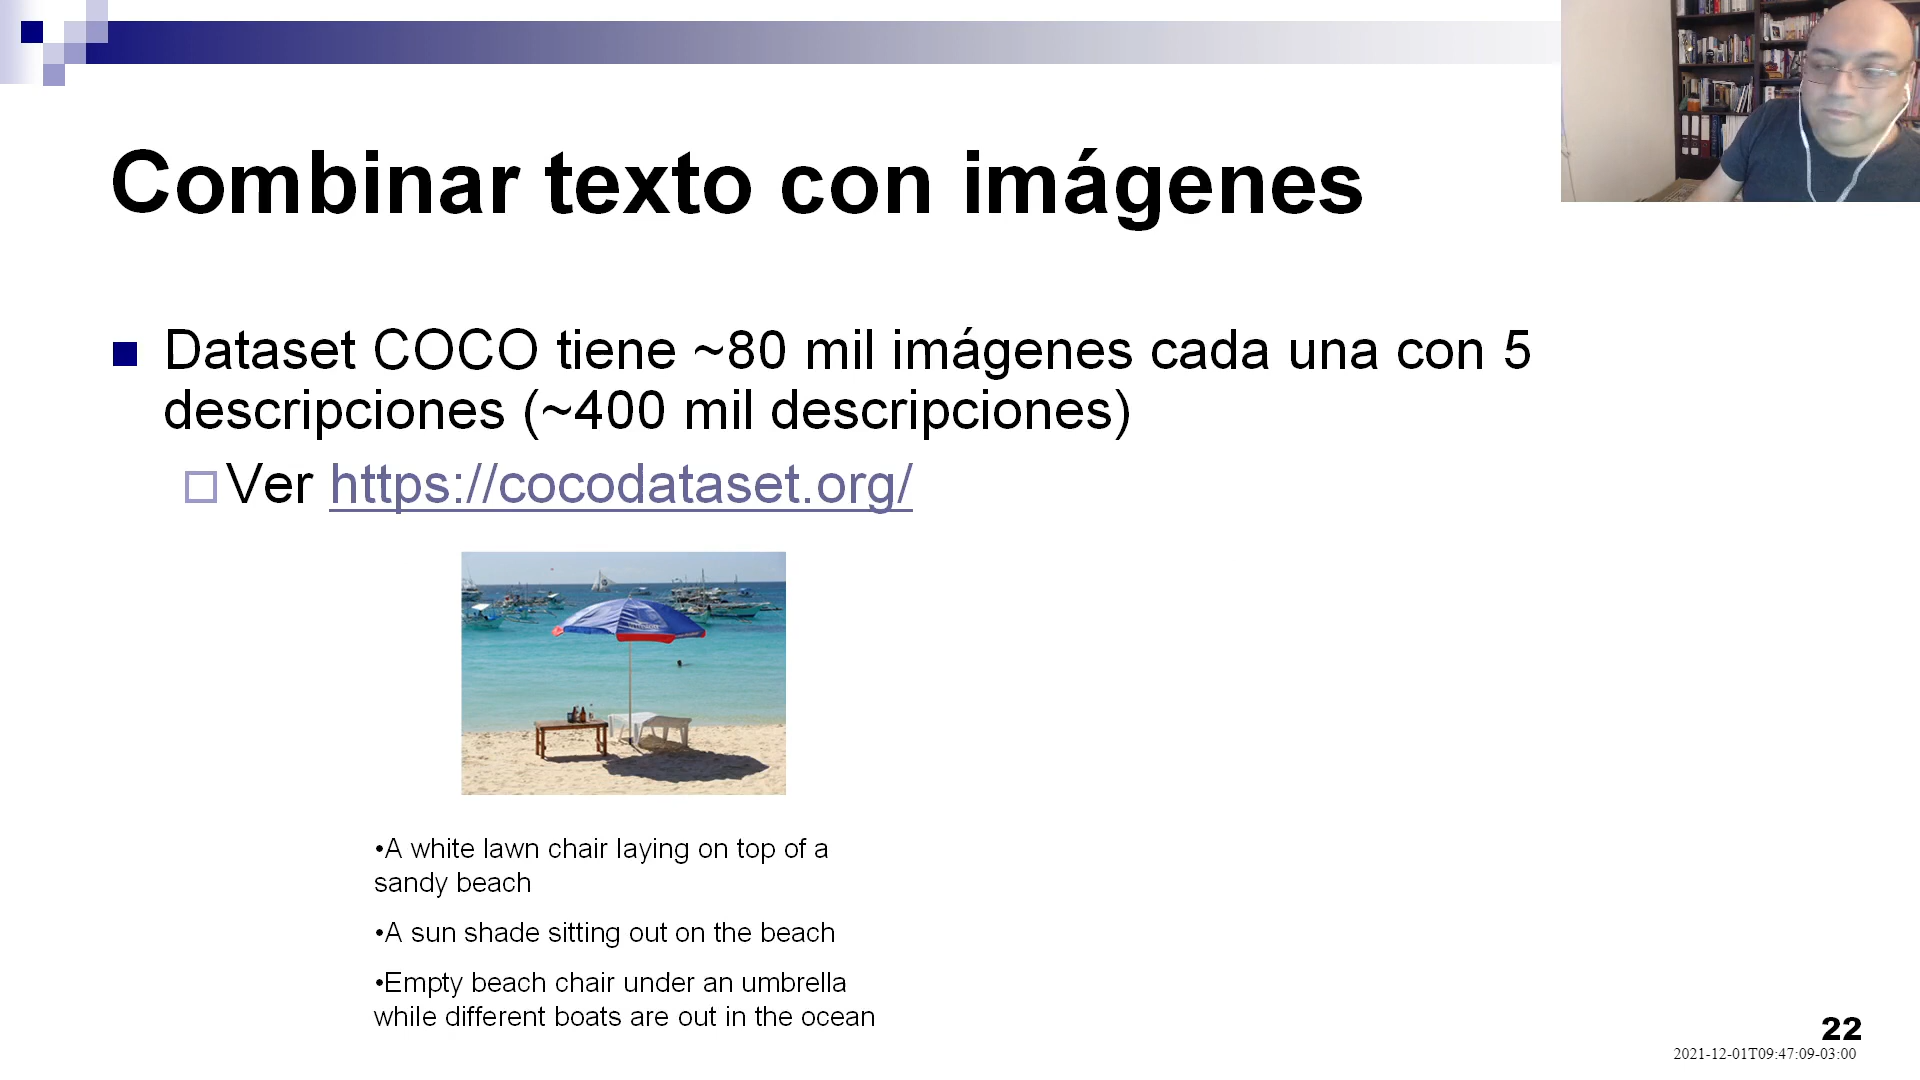 Combinar texto con imágenes
Dataset COCO tiene ~80 mil imágenes cada una con 5
descripciones (~400 mil descripciones)
Ver https://cocodataset.org/
•A white lawn chair laying on top of a
sandy beach
•A sun shade sitting out on the beach
•Empty beach chair under an umbrella
while different boats are out in the ocean
22
2021-12-01T09:47:09-03:00